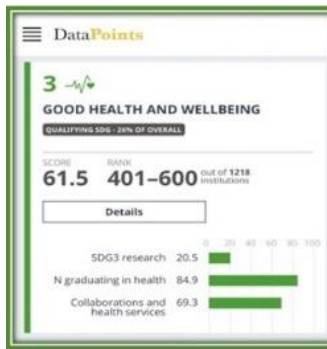 DataPoints
3
GOOD HEALTH AND WELLBEING
QUALIFYING SDG - 26% OF OVERALL
SCORE RANK
61.5 401–600 out of 1218 institutions
Details
0 20 40 60 80 100
SDG3 research 20.5
N graduating in health 84.9
Collaborations and
health services 69.3